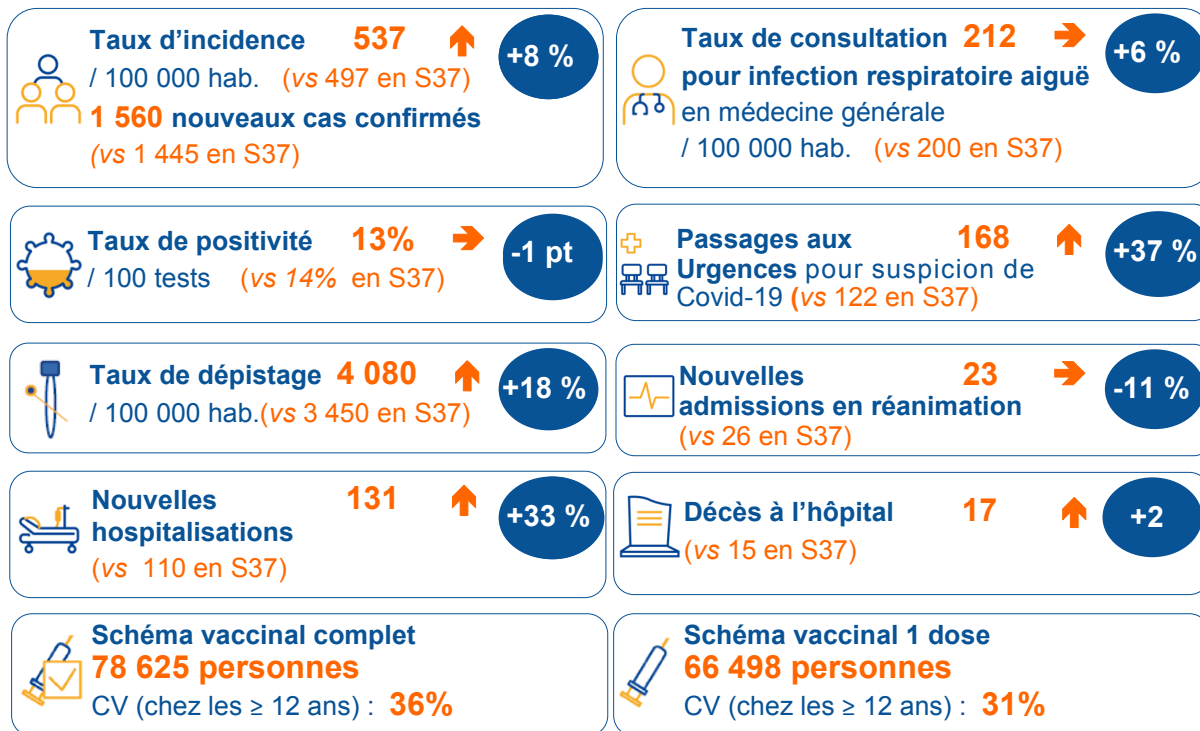 Taux d'incidence 537
/ 100 000 hab. (vs 497 en S37)
1 560 nouveaux cas confirmés
(vs 1 445 en S37)
+8 %
Taux de consultation 212
pour infection respiratoire aiguë
en médecine générale
/ 100 000 hab. (vs 200 en S37)
+6 %
Taux de positivité 13%
/ 100 tests (vs 14% en S37)
-1 pt
Passages aux 168
Urgences pour suspicion de
Covid-19 (vs 122 en S37)
+37 %
Taux de dépistage 4 080
/ 100 000 hab.(vs 3 450 en S37)
+18 %
Nouvelles 23
admissions en réanimation
(vs 26 en S37)
-11 %
Nouvelles 131
hospitalisations
(vs 110 en S37)
+33 %
Décès à l'hôpital 17
(vs 15 en S37)
+2
Schéma vaccinal complet
78 625 personnes
CV (chez les ≥ 12 ans) : 36%
Schéma vaccinal 1 dose
66 498 personnes
CV (chez les ≥ 12 ans) : 31%